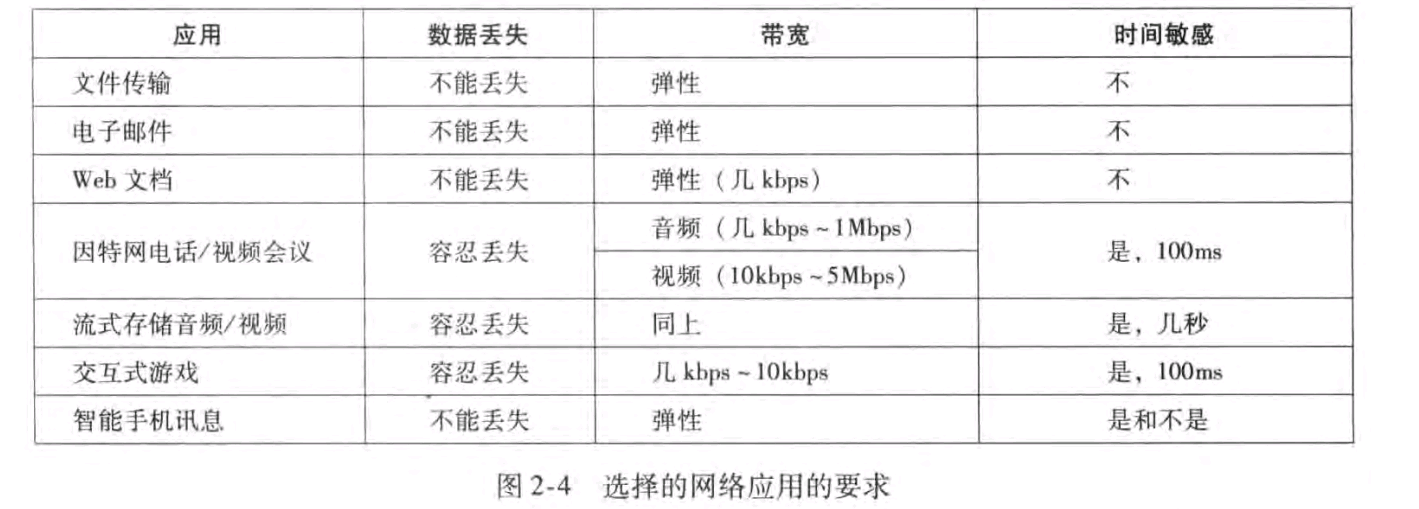 应用 数据丢失 带宽 时间敏感
文件传输 不能丢失 弹性 不
电子邮件 不能丢失 弹性 不
Web 文档 不能丢失 弹性（几 kbps） 不
因特网电话/视频会议 容忍丢失 音频（几 kbps ~ 1Mbps） 是，100ms
视频（10kbps ~ 5Mbps）
流式存储音频/视频 容忍丢失 同上 是，几秒
交互式游戏 容忍丢失 几 kbps ~ 10kbps 是，100ms
智能手机讯息 不能丢失 弹性 是和不是
图 2-4 选择的网络应用的要求